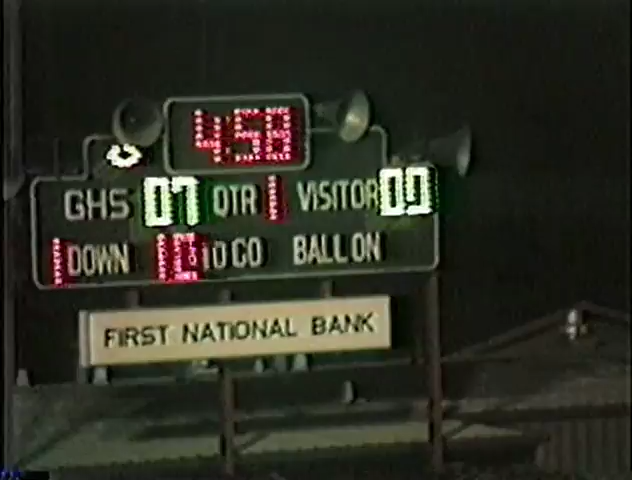 4:58
GHS 07 QTR 1 VISITOR 00
1 DOWN 10 TO GO BALL ON
FIRST NATIONAL BANK